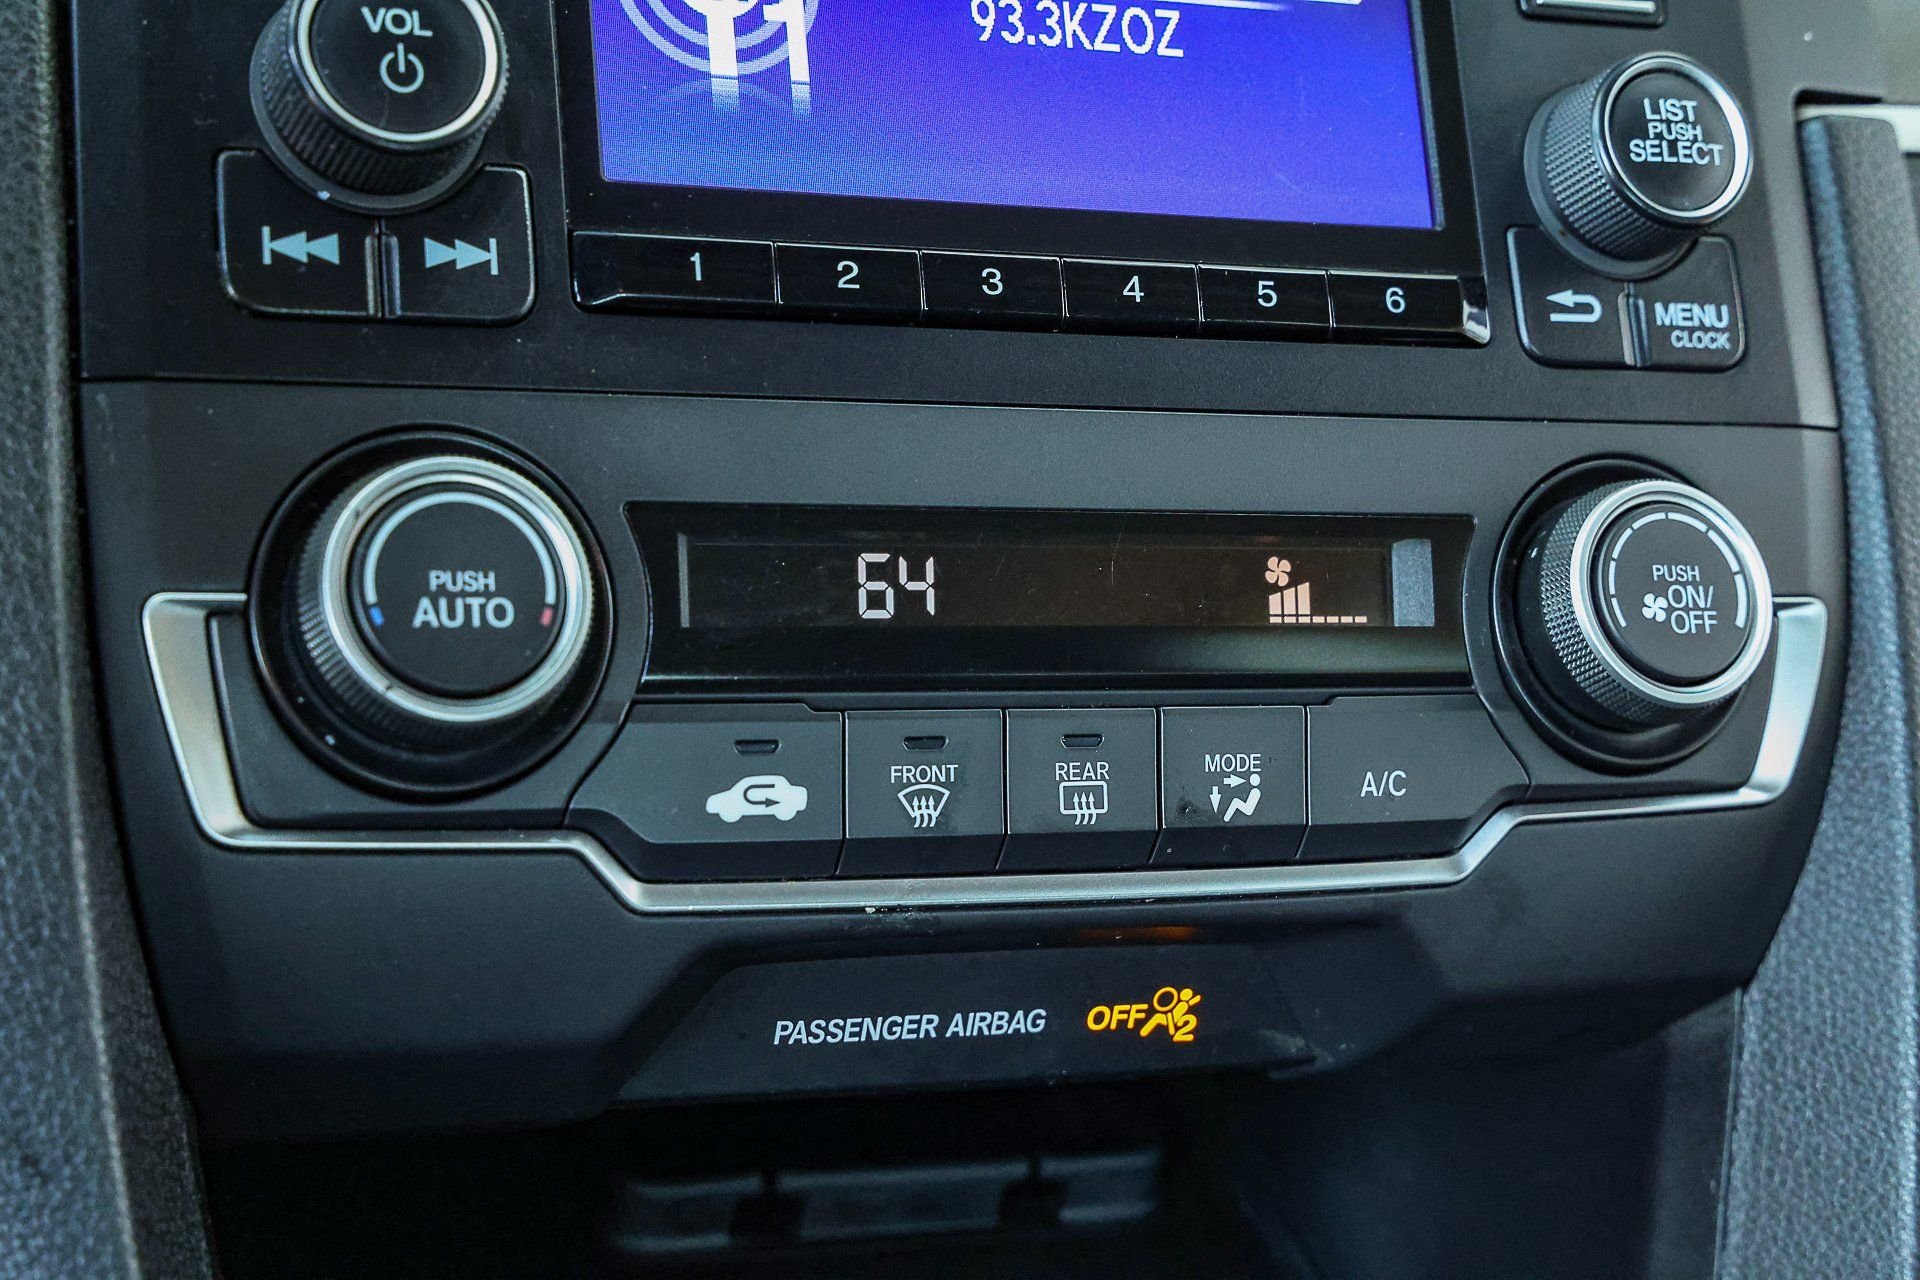 VOL
93.3KZOZ
LIST
PUSH
SELECT
1 2 3 4 5 6
MENU
CLOCK
PUSH
AUTO
64
PUSH
ON/
OFF
FRONT
REAR
MODE
A/C
PASSENGER AIRBAG OFF 2